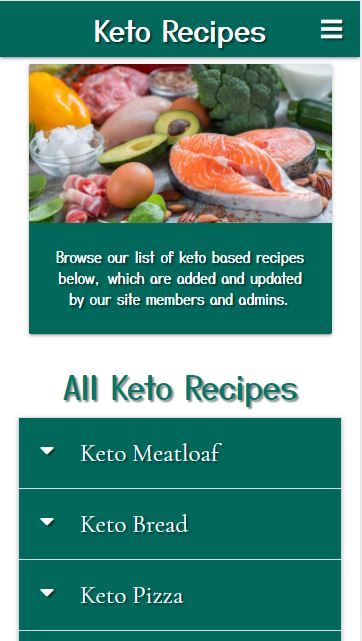 Keto Recipes
Browse our list of keto based recipes
below, which are added and updated
by our site members and admins.
All Keto Recipes
Keto Meatloaf
Keto Bread
Keto Pizza